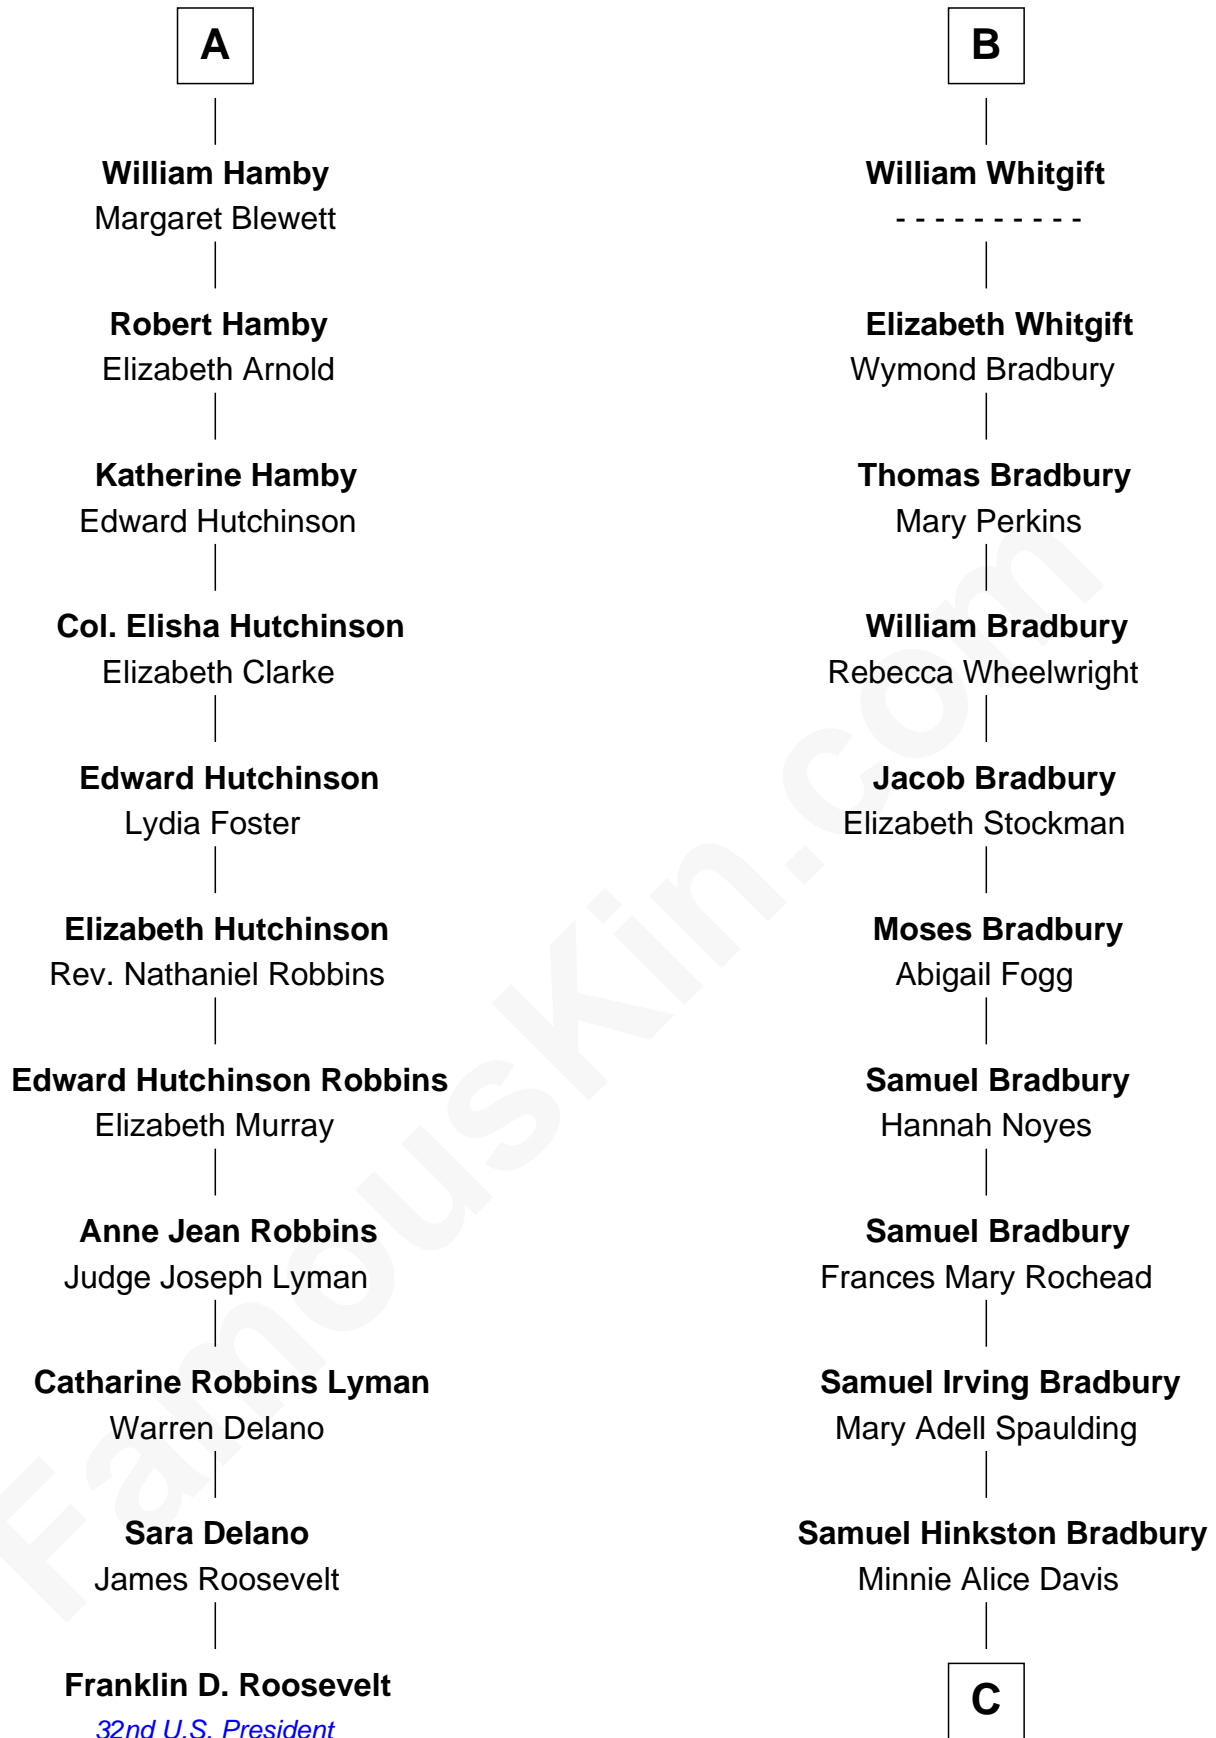 A
William Hamby
Margaret Blewett
Robert Hamby
Elizabeth Arnold
Katherine Hamby
Edward Hutchinson
Col. Elisha Hutchinson
Elizabeth Clarke
Edward Hutchinson
Lydia Foster
Elizabeth Hutchinson
Rev. Nathaniel Robbins
Edward Hutchinson Robbins
Elizabeth Murray
Anne Jean Robbins
Judge Joseph Lyman
Catharine Robbins Lyman
Warren Delano
Sara Delano
James Roosevelt
Franklin D. Roosevelt
32nd U.S. President
B
William Whitgift
- - - - - - - - - -
Elizabeth Whitgift
Wymond Bradbury
Thomas Bradbury
Mary Perkins
William Bradbury
Rebecca Wheelwright
Jacob Bradbury
Elizabeth Stockman
Moses Bradbury
Abigail Fogg
Samuel Bradbury
Hannah Noyes
Samuel Bradbury
Frances Mary Rochead
Samuel Irving Bradbury
Mary Adell Spaulding
Samuel Hinkston Bradbury
Minnie Alice Davis
C
FamousKin.com